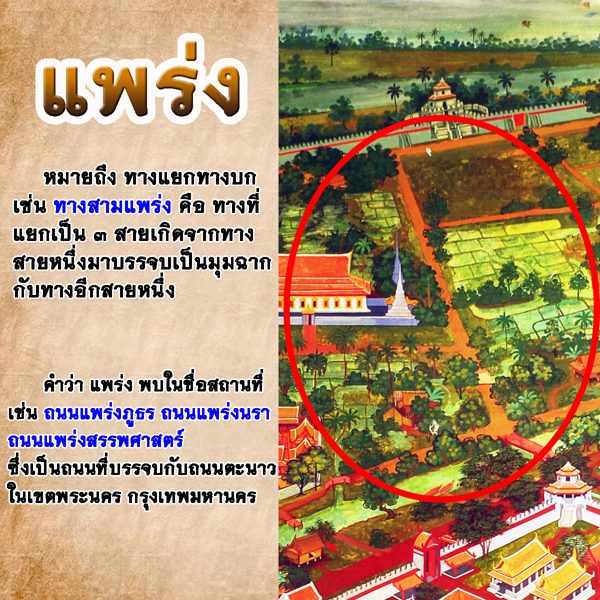 แพร่ง
หมายถึง ทางแยกทางบก
เช่น ทางสามแพร่ง คือ ทางที่
แยกเป็น ๓ สายเกิดจากทาง
สายหนึ่งมาบรรจบเป็นมุมฉาก
กับทางอีกสายหนึ่ง
คำว่า แพร่ง พบในชื่อสถานที่
เช่น ถนนแพร่งภูธร ถนนแพร่งนรา
ถนนแพร่งสรรพศาสตร์
ซึ่งเป็นถนนที่บรรจบกับถนนตะนาว
ในเขตพระนคร กรุงเทพมหานคร